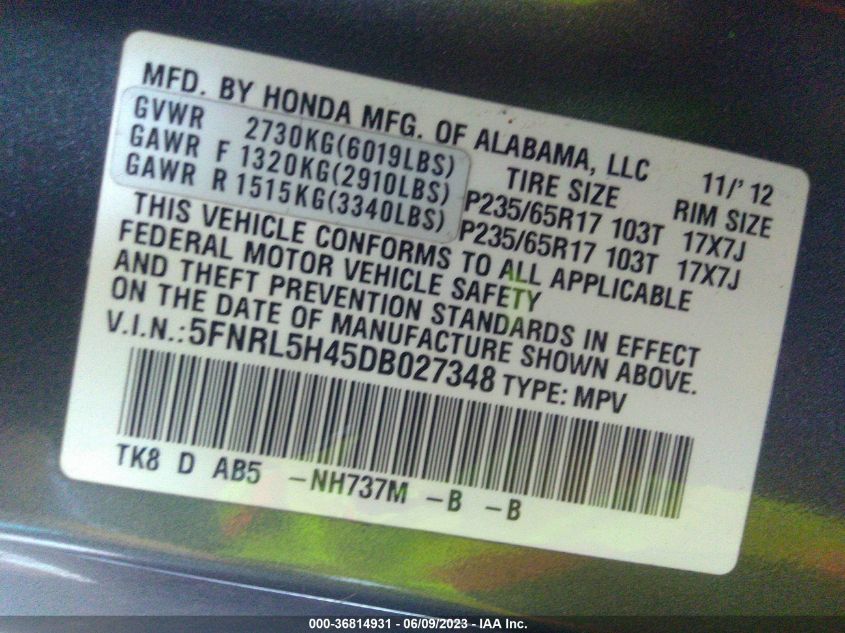 MFD. BY HONDA MFG. OF ALABAMA, LLC 11/'12
GVWR 2730KG(6019LBS) TIRE SIZE RIM SIZE
GAWR F 1320KG(2910LBS) P235/65R17 103T 17X7J
GAWR R 1515KG(3340LBS) P235/65R17 103T 17X7J
THIS VEHICLE CONFORMS TO ALL APPLICABLE
FEDERAL MOTOR VEHICLE SAFETY
AND THEFT PREVENTION STANDARDS IN EFFECT
ON THE DATE OF MANUFACTURE SHOWN ABOVE.
V.I.N.:5FNRL5H45DB027348 TYPE: MPV
TK8 D AB5 -NH737M -B -B
000-36814931 - 06/09/2023 - IAA Inc.